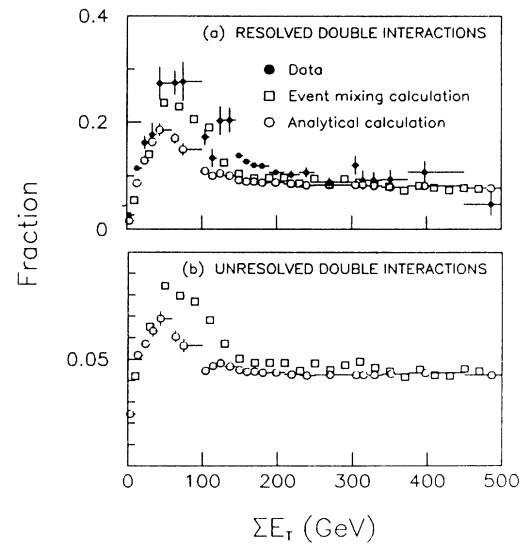 0.4
(a) RESOLVED DOUBLE INTERACTIONS
Data
Event mixing calculation
Analytical calculation
0.2
0
Fraction
(b) UNRESOLVED DOUBLE INTERACTIONS
0.05
0 100 200 300 400 500
ΣE_T (GeV)